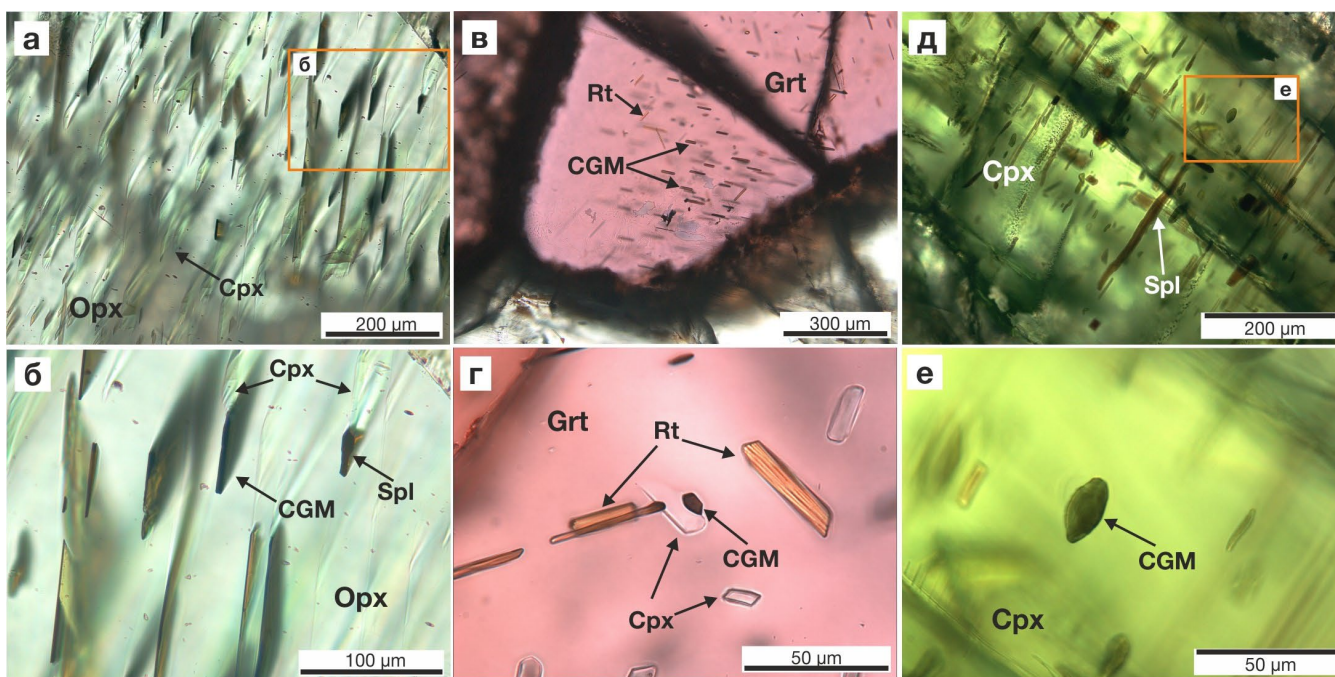 а
б
Cpx
Opx
200 µm
в
Grt
Rt
CGM
300 µm
д
е
Cpx
Spl
200 µm
б
Cpx
CGM
Spl
Opx
100 µm
г
Grt
Rt
CGM
Cpx
50 µm
е
CGM
Cpx
50 µm